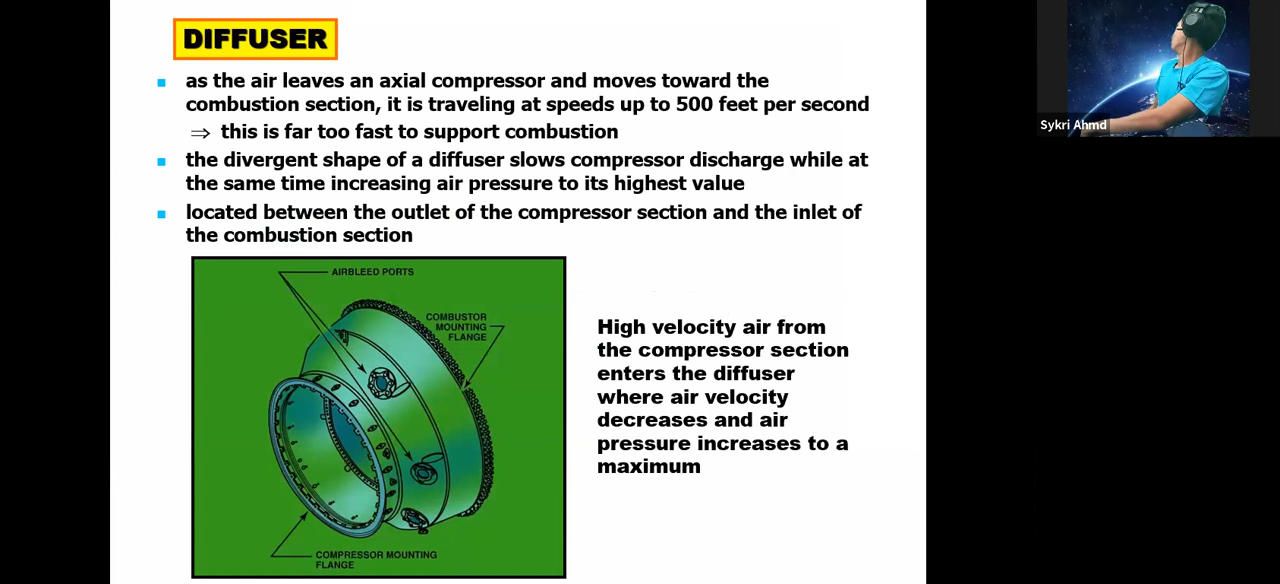 DIFFUSER
as the air leaves an axial compressor and moves toward the
combustion section, it is traveling at speeds up to 500 feet per second
⇒ this is far too fast to support combustion
the divergent shape of a diffuser slows compressor discharge while at
the same time increasing air pressure to its highest value
located between the outlet of the compressor section and the inlet of
the combustion section
AIRBLEED PORTS
COMBUSTOR
MOUNTING
FLANGE
COMPRESSOR MOUNTING
FLANGE
High velocity air from
the compressor section
enters the diffuser
where air velocity
decreases and air
pressure increases to a
maximum
Sykri Ahmd